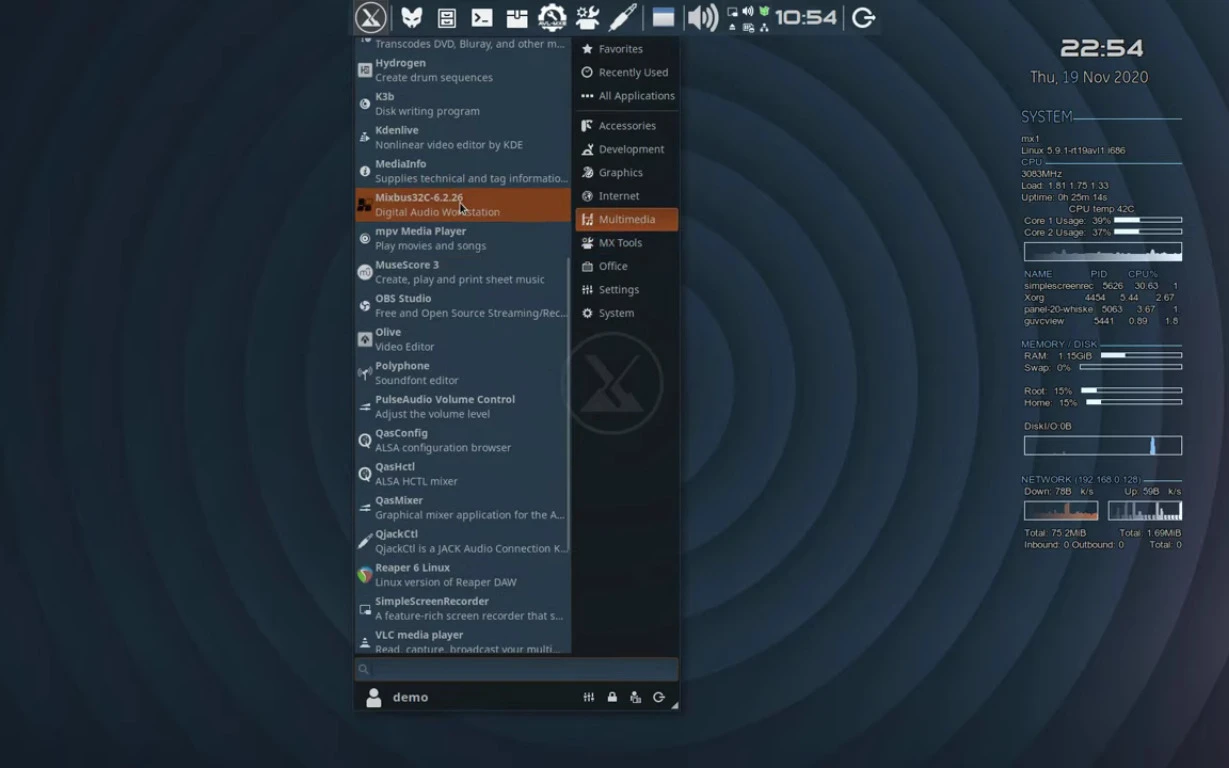 10:54
Transcodes DVD, Bluray, and other m...
Hydrogen
Create drum sequences
K3b
Disk writing program
Kdenlive
Nonlinear video editor by KDE
MediaInfo
Supplies technical and tag informatio...
Mixbus32C-6.2.26
Digital Audio Workstation
mpv Media Player
Play movies and songs
MuseScore 3
Create, play and print sheet music
OBS Studio
Free and Open Source Streaming/Rec...
Olive
Video Editor
Polyphone
Soundfont editor
PulseAudio Volume Control
Adjust the volume level
QasConfig
ALSA configuration browser
QasHctl
ALSA HCTL mixer
QasMixer
Graphical mixer application for the A...
QjackCtl
QjackCtl is a JACK Audio Connection K...
Reaper 6 Linux
Linux version of Reaper DAW
SimpleScreenRecorder
A feature-rich screen recorder that s...
VLC media player
Read, capture, broadcast your multi...
demo
Favorites
Recently Used
All Applications
Accessories
Development
Graphics
Internet
Multimedia
MX Tools
Office
Settings
System
22:54
Thu, 19 Nov 2020
SYSTEM
mx1
Linux 5.9.1-rt19avl1 i686
CPU
3083MHz
Load: 1.81 1.75 1.33
Uptime: 0h 25m 14s
CPU temp 42C
Core 1 Usage: 39%
Core 2 Usage: 37%
NAME PID CPU%
simplescreenrec 5626 30.63 1
Xorg 4454 5.44 2.67
panel-20-whiske 5063 3.67 1
guvcview 5441 0.89 1.8
MEMORY / DISK
RAM: 1.15GiB
Swap: 0%
Root: 15%
Home: 15%
DiskI/O:0B
NETWORK (192.168.0.128)
Down: 78B k/s Up: 59B k/s
Total: 75.2MiB Total: 1.69MiB
Inbound: 0 Outbound: 0 Total: 0